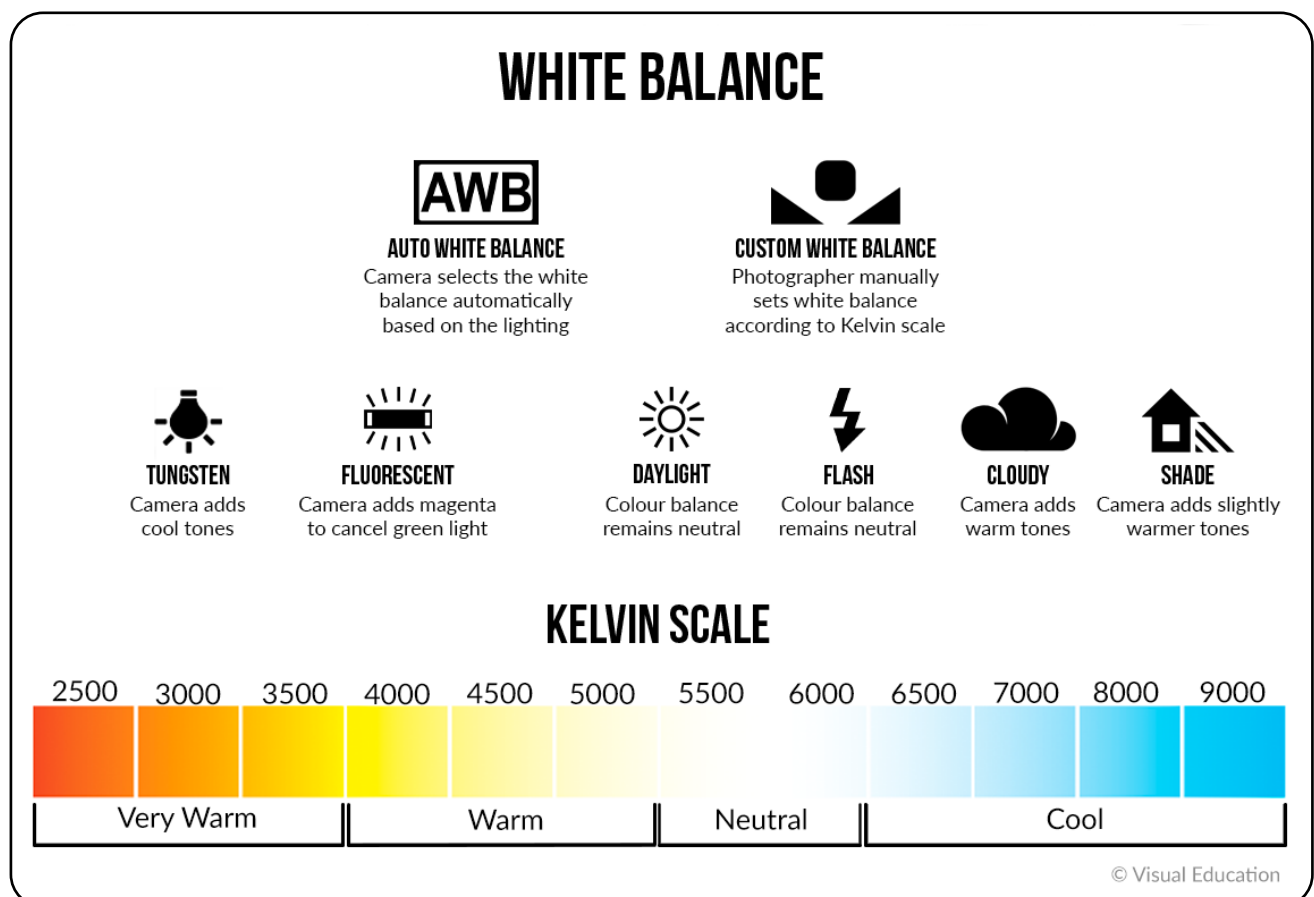 WHITE BALANCE
AWB
AUTO WHITE BALANCE
Camera selects the white
balance automatically
based on the lighting
CUSTOM WHITE BALANCE
Photographer manually
sets white balance
according to Kelvin scale
TUNGSTEN
Camera adds
cool tones
FLUORESCENT
Camera adds magenta
to cancel green light
DAYLIGHT
Colour balance
remains neutral
FLASH
Colour balance
remains neutral
CLOUDY
Camera adds
warm tones
SHADE
Camera adds slightly
warmer tones
KELVIN SCALE
2500 3000 3500 4000 4500 5000 5500 6000 6500 7000 8000 9000
Very Warm Warm Neutral Cool
© Visual Education